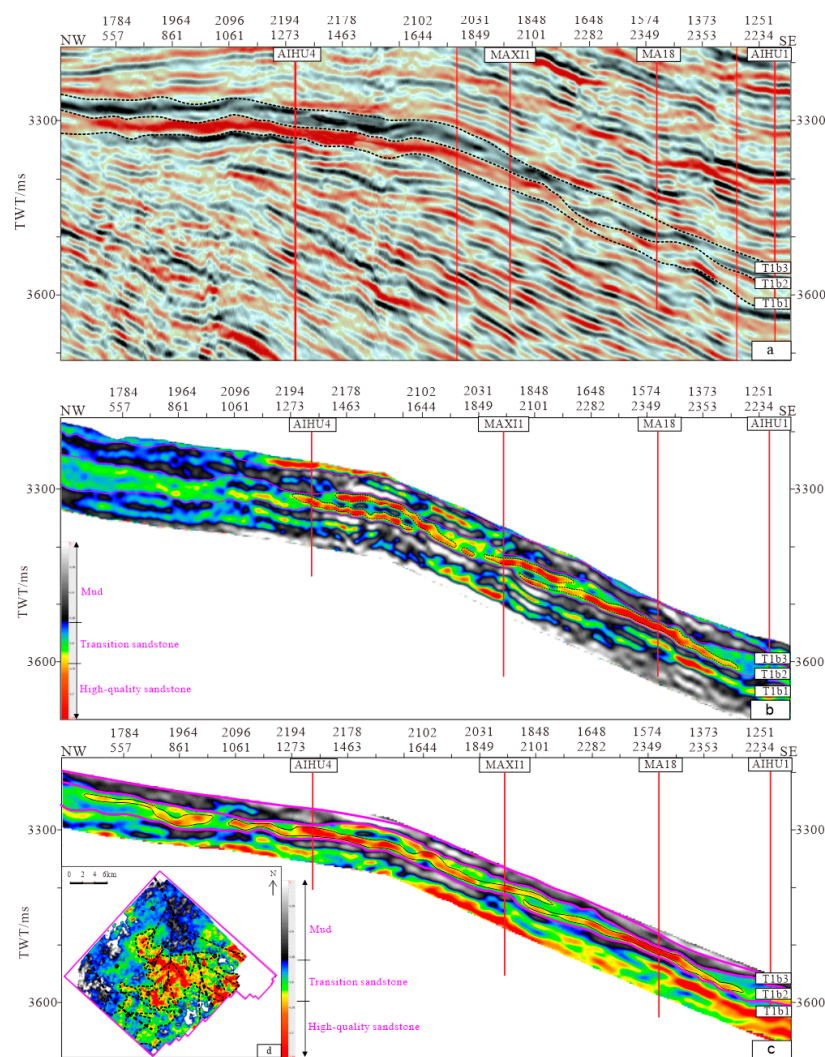 1784 1964 2096 2194 2178 2102 2031 1848 1648 1574 1373 1251
NW 557 861 1061 1273 1463 1644 1849 2101 2282 2349 2353 2234 SE
AIHU4 MAXI1 MA18 AIHU1
3300 3300
TWT/ms
3600 3600
T1b3
T1b2
T1b1
a
1784 1964 2096 2194 2178 2102 2031 1848 1648 1574 1373 1251
NW 557 861 1061 1273 1463 1644 1849 2101 2282 2349 2353 2234 SE
AIHU4 MAXI1 MA18 AIHU1
3300 3300
TWT/ms
Mud
Transition sandstone
High-quality sandstone
3600 3600
T1b3
T1b2
T1b1
b
1784 1964 2096 2194 2178 2102 2031 1848 1648 1574 1373 1251
NW 557 861 1061 1273 1463 1644 1849 2101 2282 2349 2353 2234 SE
AIHU4 MAXI1 MA18 AIHU1
3300 3300
TWT/ms
3600 3600
0 2 4 6km
N
Mud
Transition sandstone
High-quality sandstone
d
T1b3
T1b2
T1b1
c